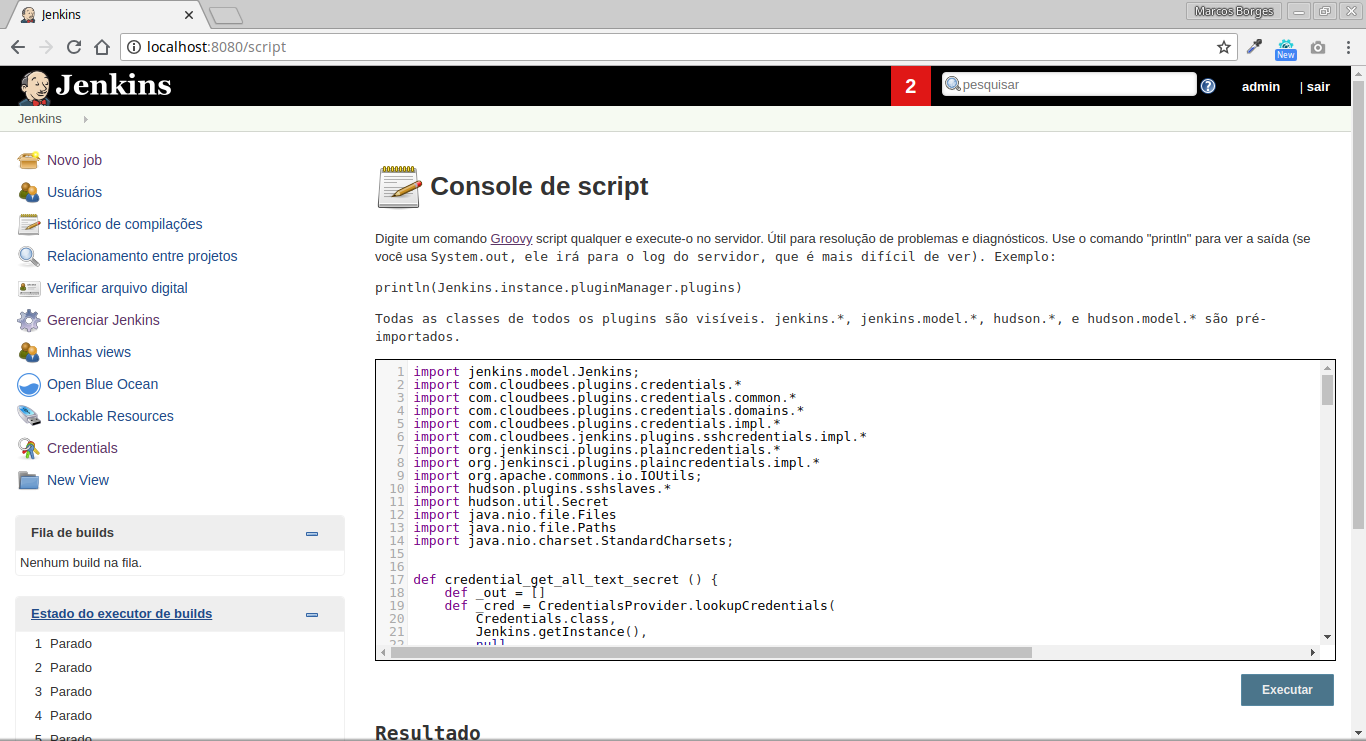 Jenkins
Marcos Borges
localhost:8080/script
New
Jenkins
2
pesquisar
admin
| sair
Jenkins
Novo job
Usuários
Histórico de compilações
Relacionamento entre projetos
Verificar arquivo digital
Gerenciar Jenkins
Minhas views
Open Blue Ocean
Lockable Resources
Credentials
New View
Fila de builds
Nenhum build na fila.
Estado do executor de builds
1 Parado
2 Parado
3 Parado
4 Parado
5 Parado
Console de script
Digite um comando Groovy script qualquer e execute-o no servidor. Útil para resolução de problemas e diagnósticos. Use o comando "println" para ver a saída (se
você usa System.out, ele irá para o log do servidor, que é mais difícil de ver). Exemplo:
println(Jenkins.instance.pluginManager.plugins)
Todas as classes de todos os plugins são visíveis. jenkins.*, jenkins.model.*, hudson.*, e hudson.model.* são pré-
importados.
1 import jenkins.model.Jenkins;
2 import com.cloudbees.plugins.credentials.*
3 import com.cloudbees.plugins.credentials.common.*
4 import com.cloudbees.plugins.credentials.domains.*
5 import com.cloudbees.plugins.credentials.impl.*
6 import com.cloudbees.jenkins.plugins.sshcredentials.impl.*
7 import org.jenkinsci.plugins.plaincredentials.*
8 import org.jenkinsci.plugins.plaincredentials.impl.*
9 import org.apache.commons.io.IOUtils;
10 import hudson.plugins.sshslaves.*
11 import hudson.util.Secret
12 import java.nio.file.Files
13 import java.nio.file.Paths
14 import java.nio.charset.StandardCharsets;
15
16
17 def credential_get_all_text_secret () {
18 def _out = []
19 def _cred = CredentialsProvider.lookupCredentials(
20 Credentials.class,
21 Jenkins.getInstance(),
22 null
Executar
Resultado